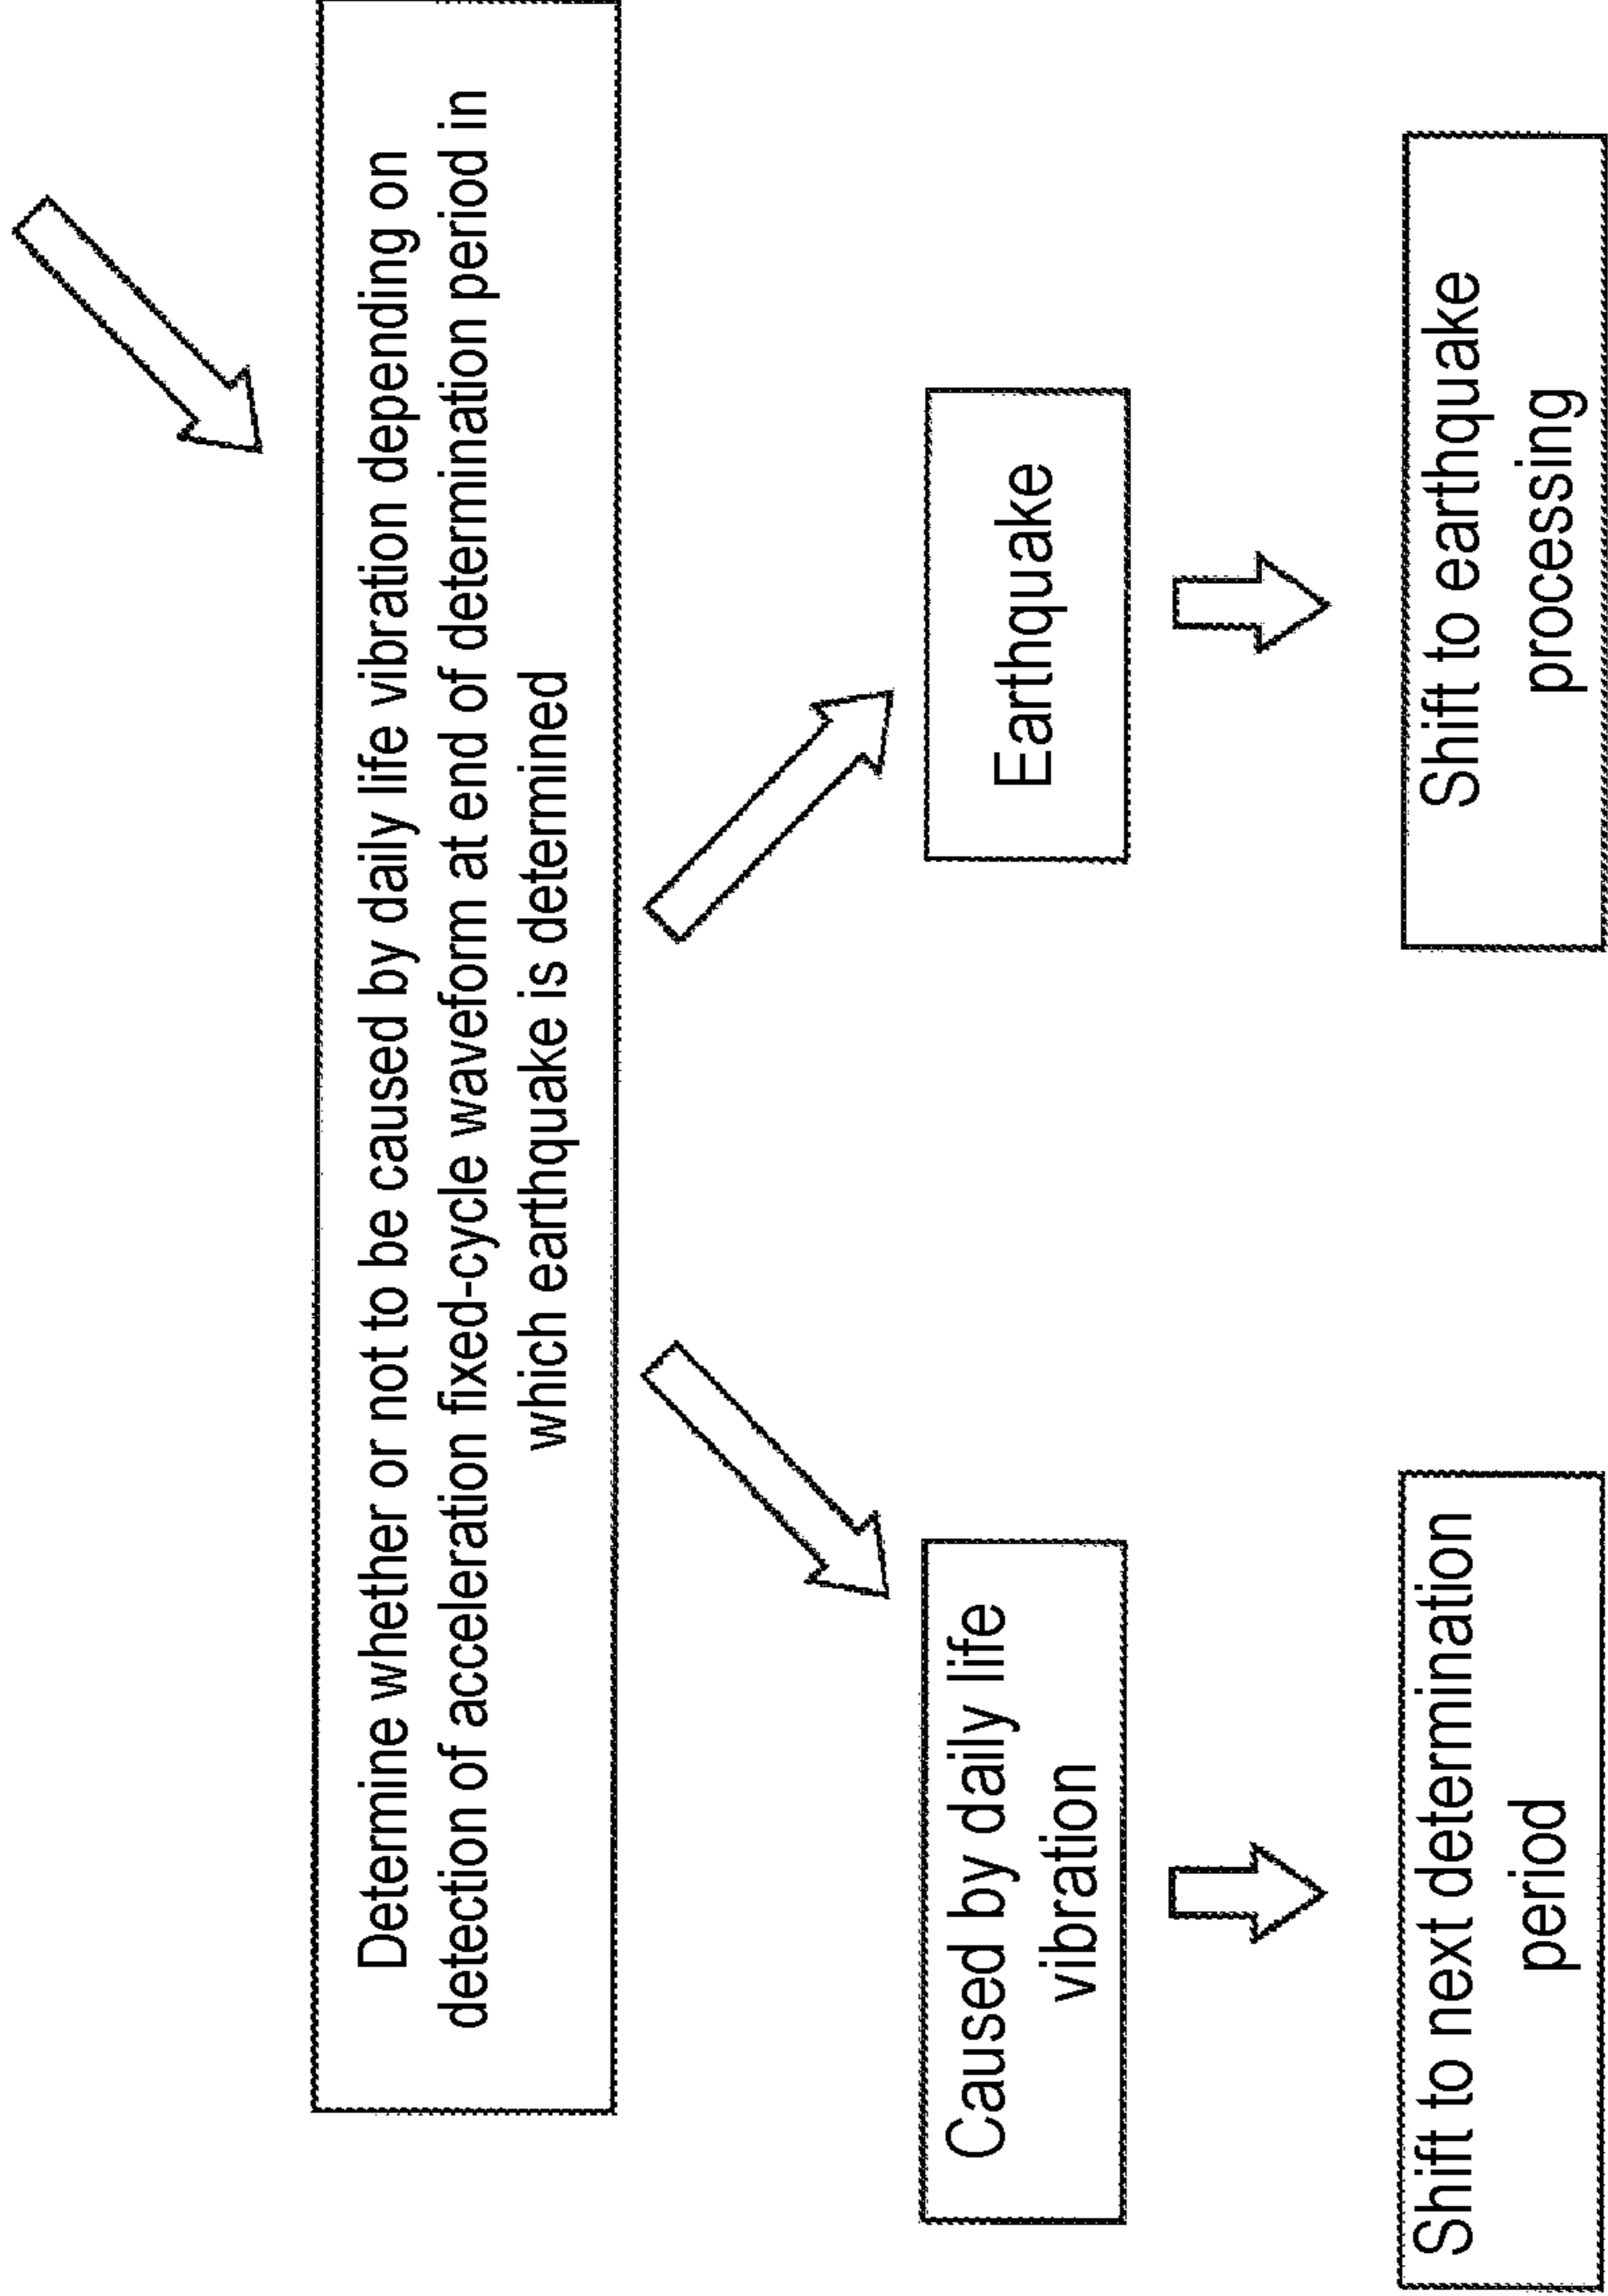 Determine whether or not to be caused by daily life vibration depending on
detection of acceleration fixed-cycle waveform at end of determination period in
which earthquake is determined
Caused by daily life
vibration
Earthquake
Shift to next determination
period
Shift to earthquake
processing